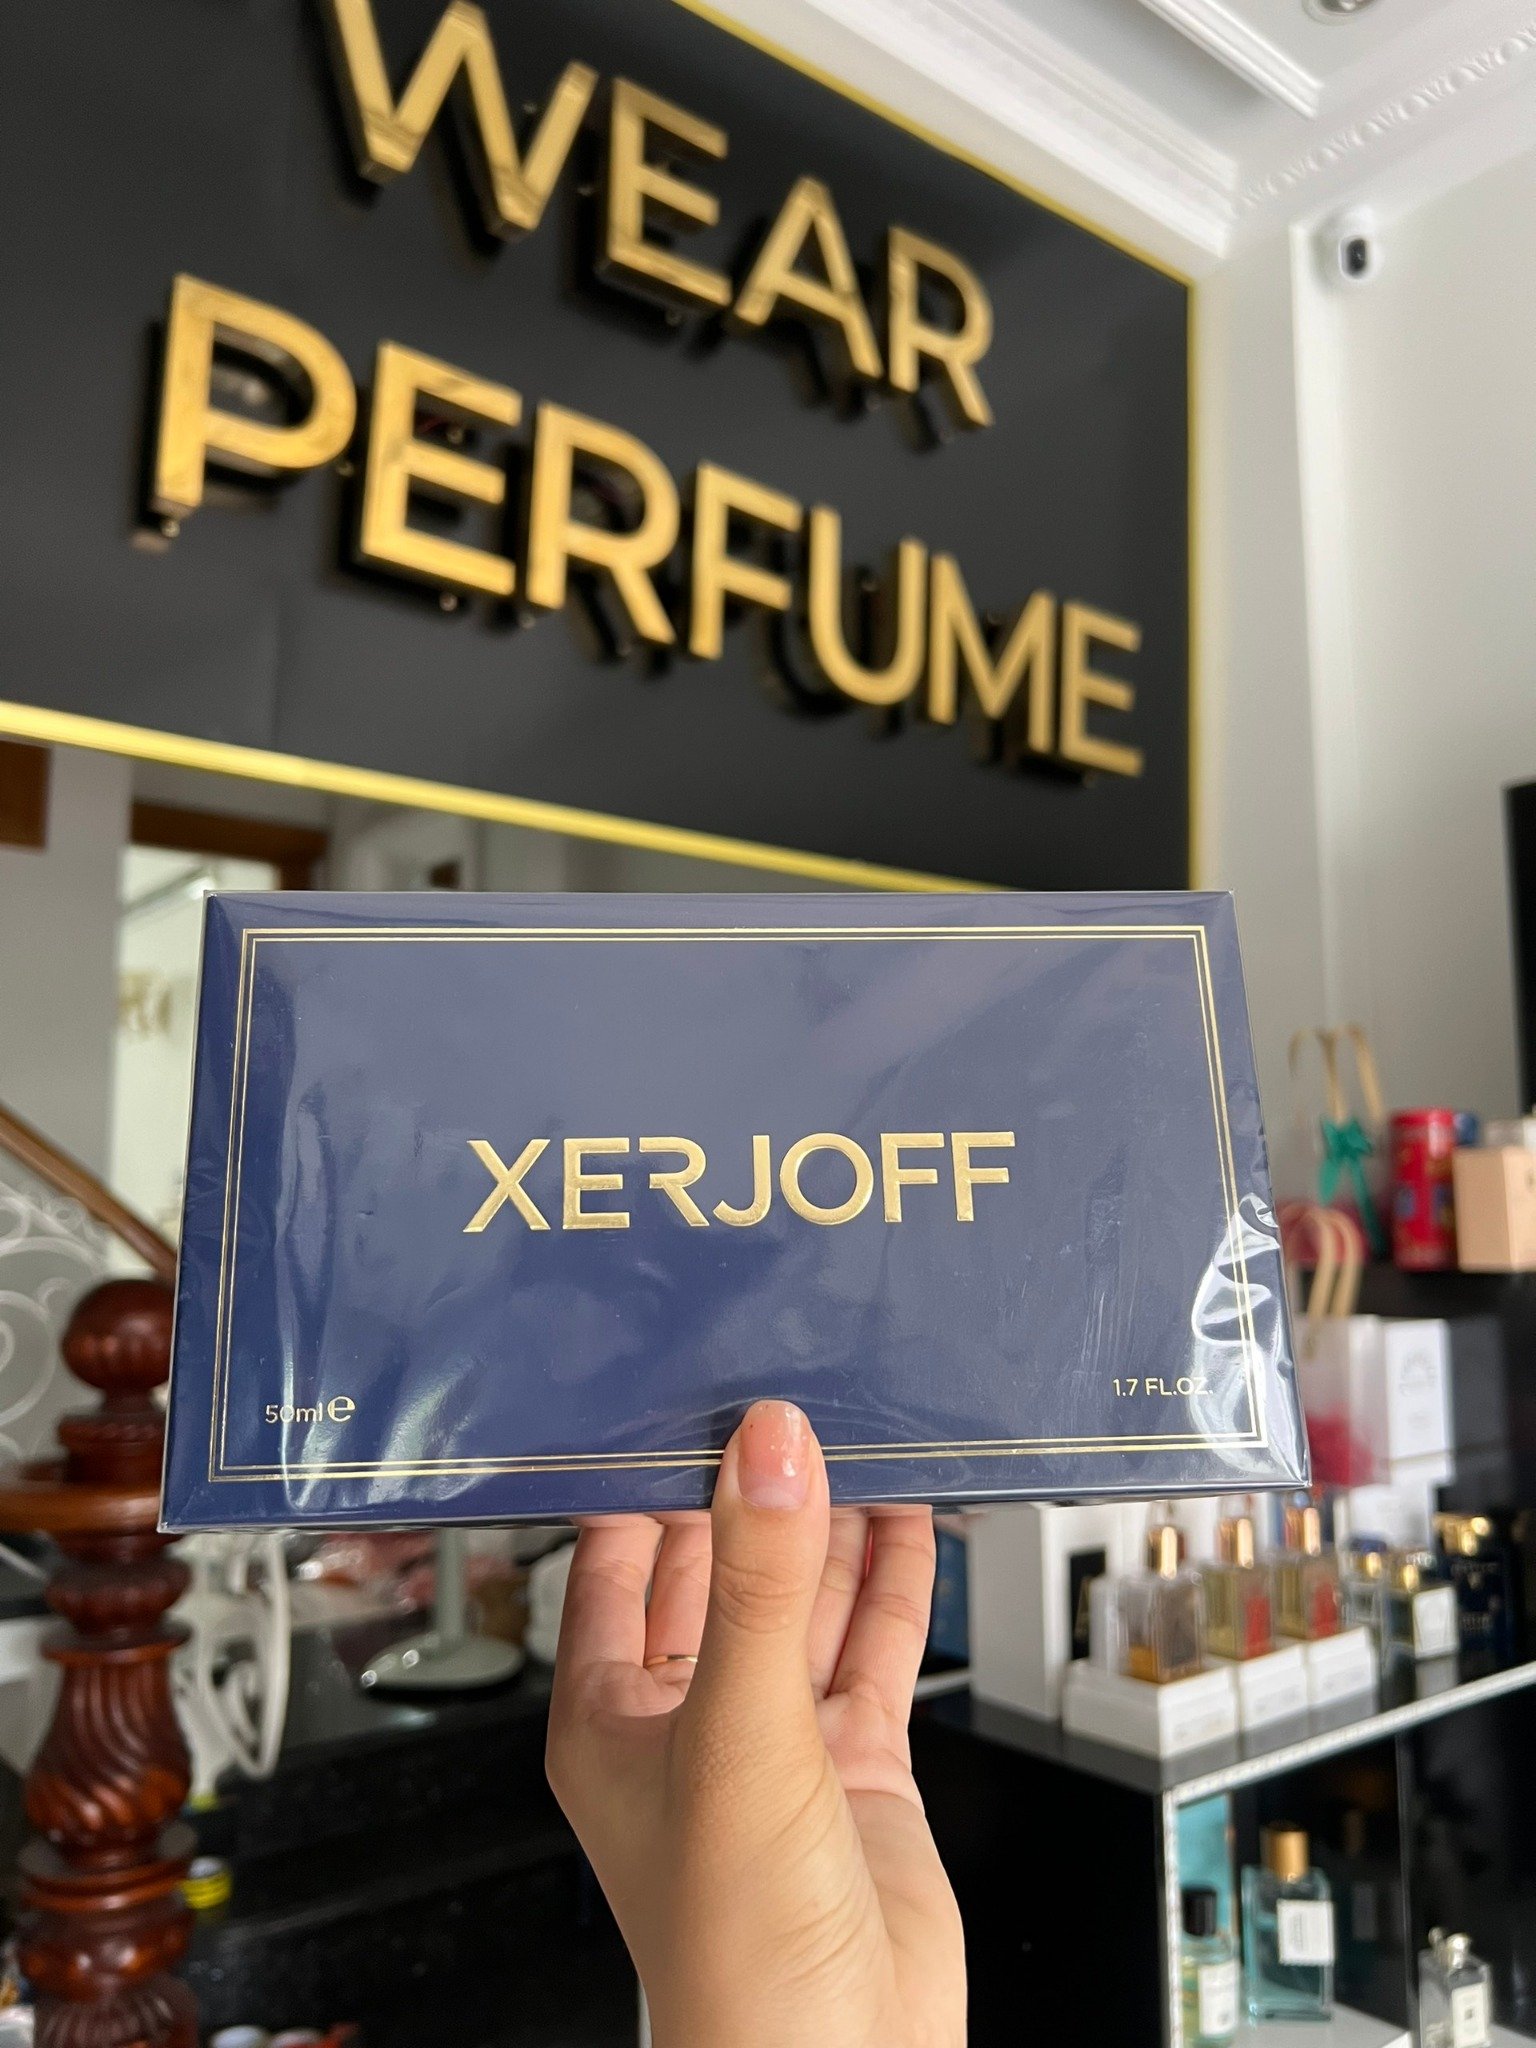 WEAR
PERFUME
XERJOFF
50ml℮
1.7 FL.OZ.